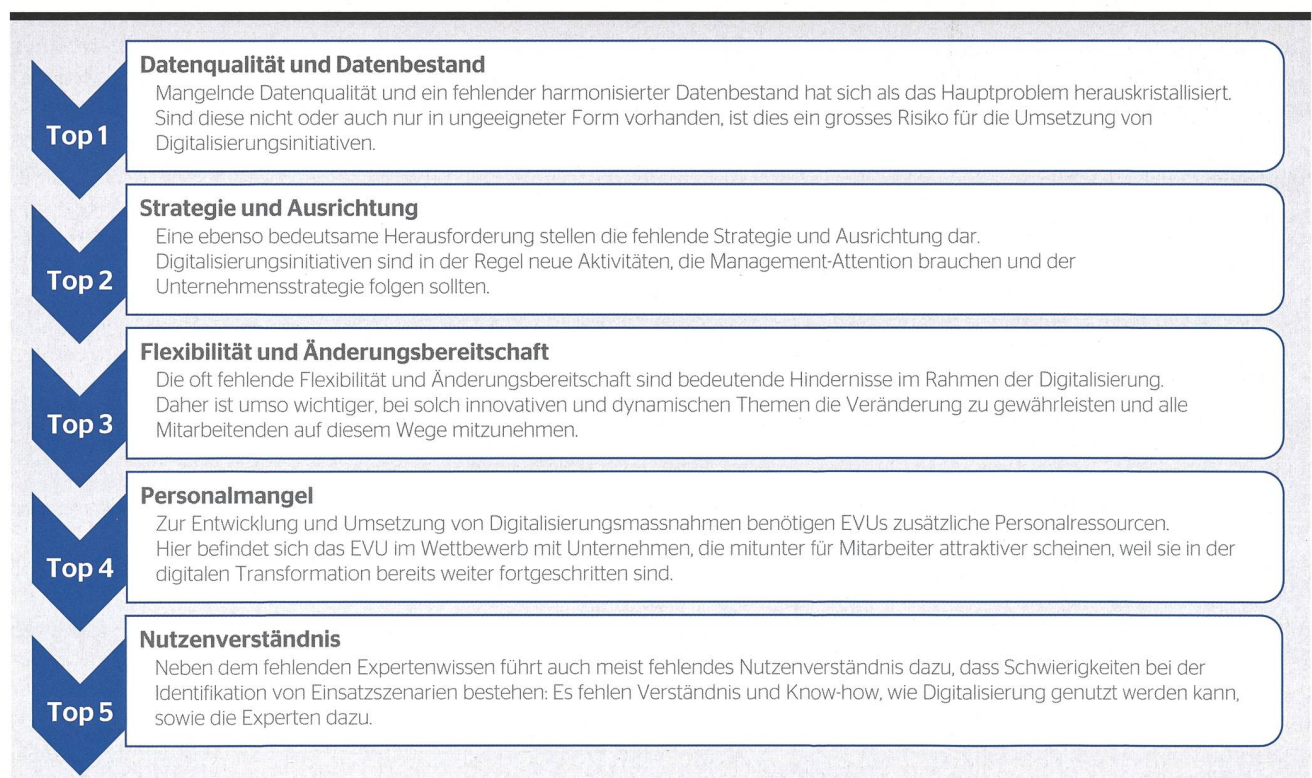 Top 1
Datenqualität und Datenbestand
Mangelnde Datenqualität und ein fehlender harmonisierter Datenbestand hat sich als das Hauptproblem herauskristallisiert.
Sind diese nicht oder auch nur in ungeeigneter Form vorhanden, ist dies ein grosses Risiko für die Umsetzung von
Digitalisierungsinitiativen.
Top 2
Strategie und Ausrichtung
Eine ebenso bedeutsame Herausforderung stellen die fehlende Strategie und Ausrichtung dar.
Digitalisierungsinitiativen sind in der Regel neue Aktivitäten, die Management-Attention brauchen und der
Unternehmensstrategie folgen sollten.
Top 3
Flexibilität und Änderungsbereitschaft
Die oft fehlende Flexibilität und Änderungsbereitschaft sind bedeutende Hindernisse im Rahmen der Digitalisierung.
Daher ist umso wichtiger, bei solch innovativen und dynamischen Themen die Veränderung zu gewährleisten und alle
Mitarbeitenden auf diesem Wege mitzunehmen.
Top 4
Personalmangel
Zur Entwicklung und Umsetzung von Digitalisierungsmassnahmen benötigen EVUs zusätzliche Personalressourcen.
Hier befindet sich das EVU im Wettbewerb mit Unternehmen, die mitunter für Mitarbeiter attraktiver scheinen, weil sie in der
digitalen Transformation bereits weiter fortgeschritten sind.
Top 5
Nutzenverständnis
Neben dem fehlenden Expertenwissen führt auch meist fehlendes Nutzenverständnis dazu, dass Schwierigkeiten bei der
Identifikation von Einsatzszenarien bestehen: Es fehlen Verständnis und Know-how, wie Digitalisierung genutzt werden kann,
sowie die Experten dazu.